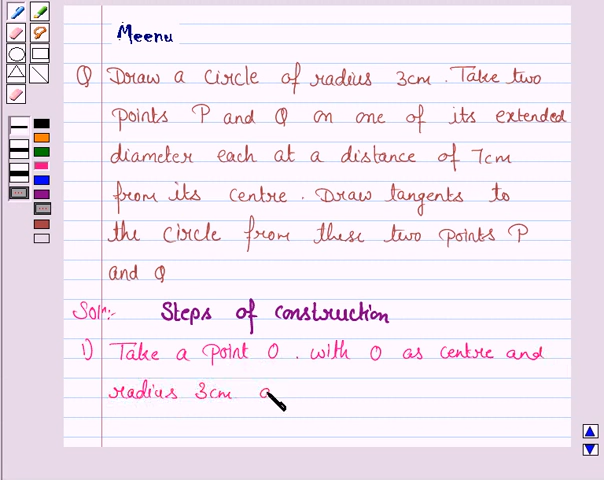 Meenu
Q Draw a circle of radius 3cm. Take two
points P and Q on one of its extended
diameter each at a distance of 7cm
from its centre. Draw tangents to
the circle from these two points P
and Q
Soln:- Steps of construction
1) Take a point O. with O as centre and
radius 3cm a